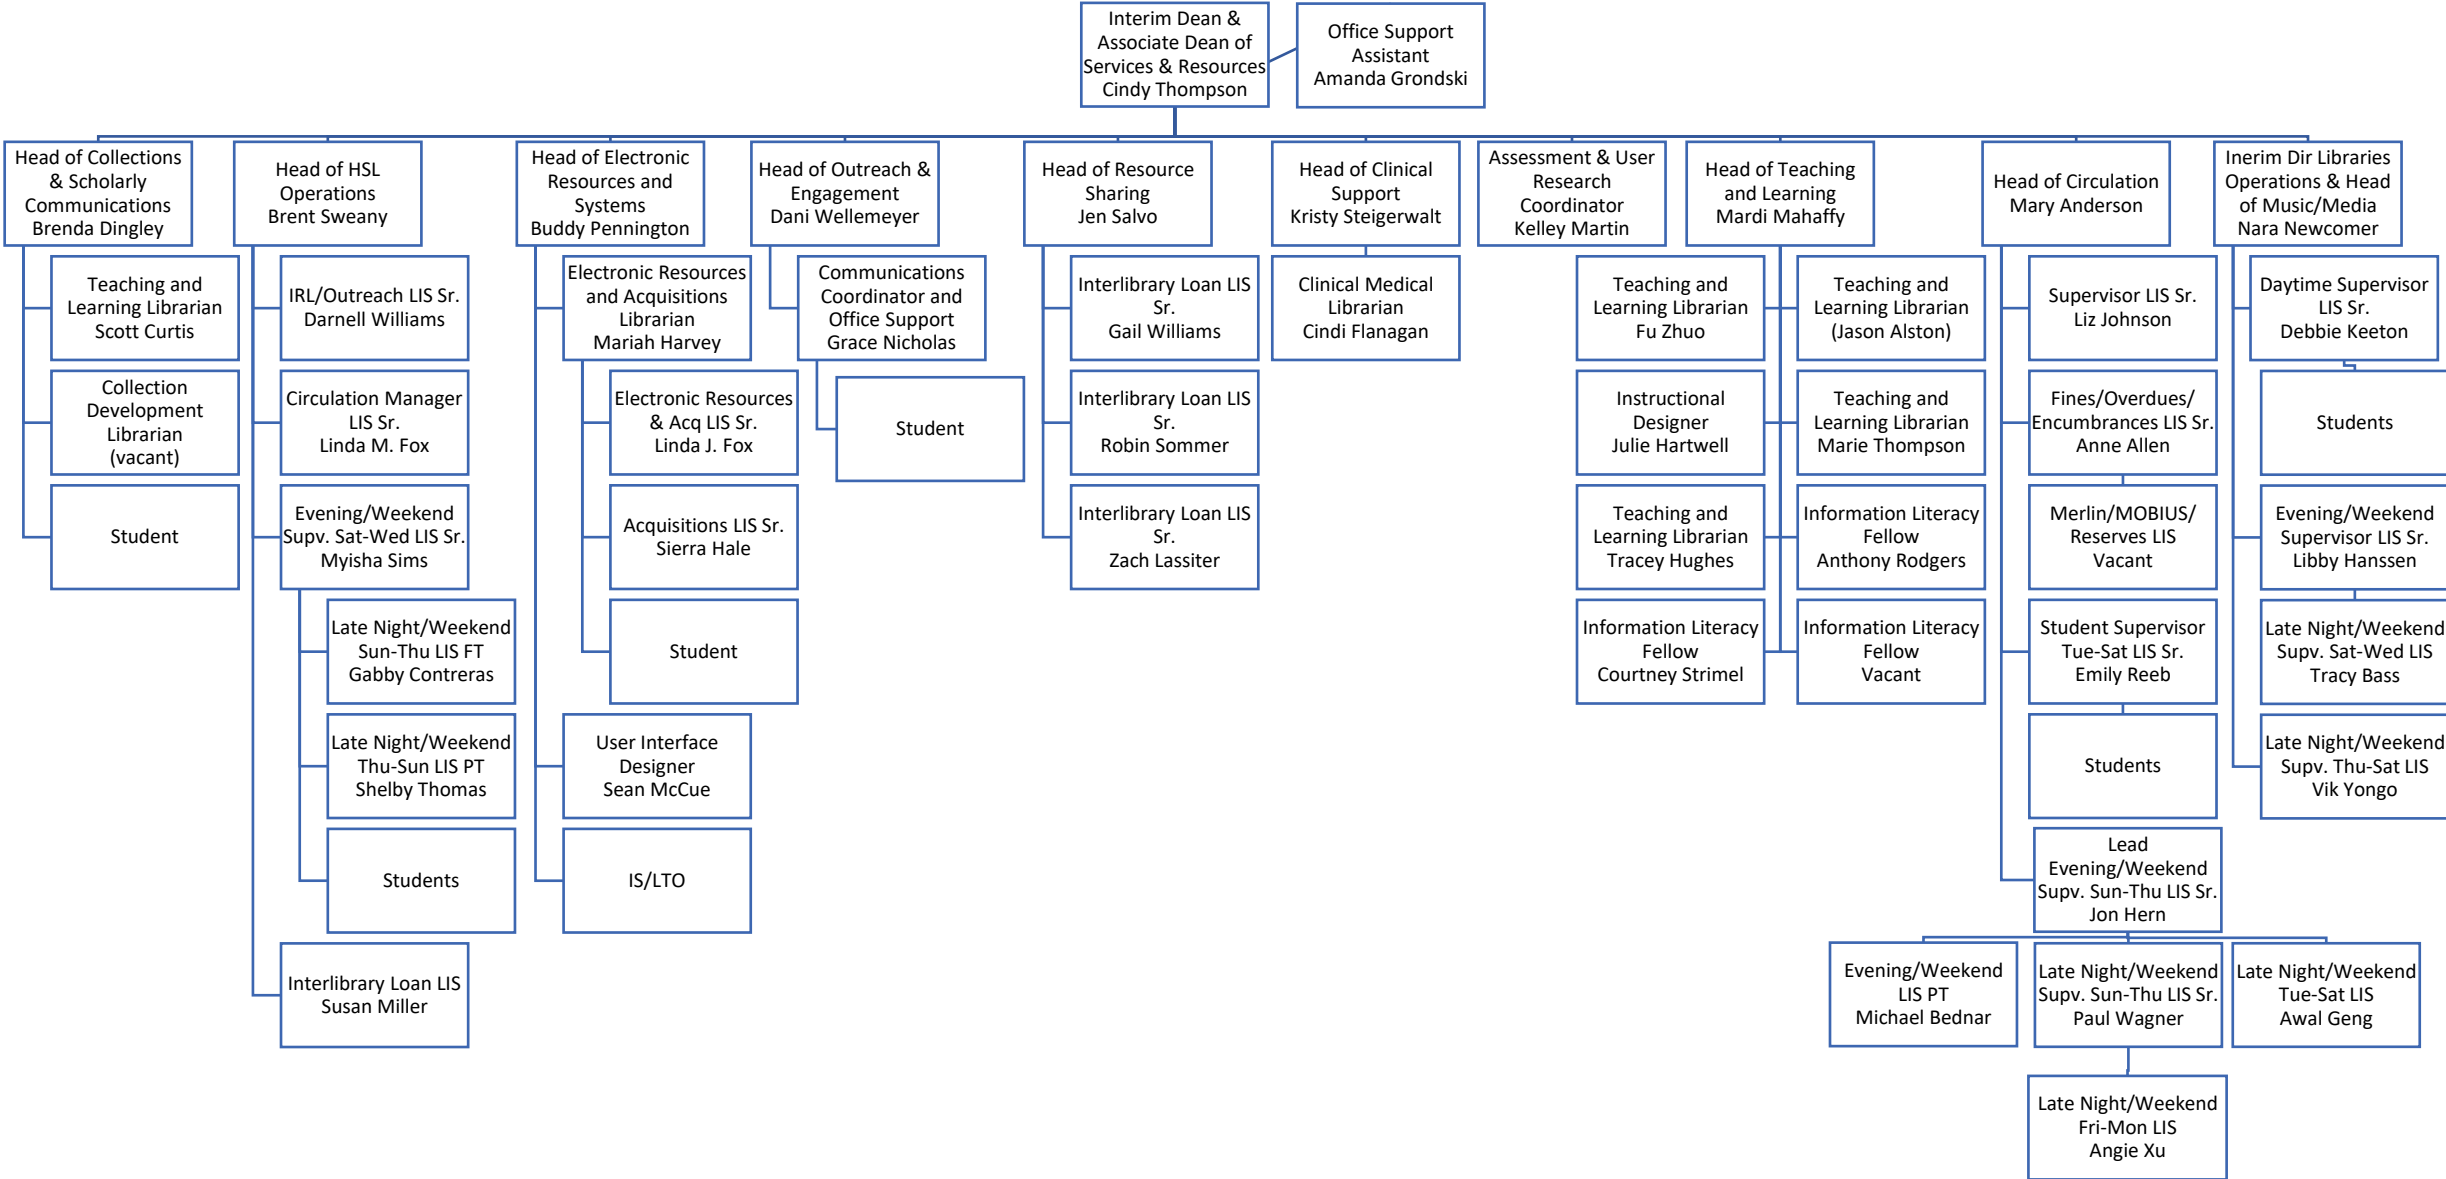 Interim Dean &
Associate Dean of
Services & Resources
Cindy Thompson
Office Support
Assistant
Amanda Grondski
Head of Collections
& Scholarly
Communications
Brenda Dingley
Teaching and
Learning Librarian
Scott Curtis
Collection
Development
Librarian
(vacant)
Student
Head of HSL
Operations
Brent Sweany
IRL/Outreach LIS Sr.
Darnell Williams
Circulation Manager
LIS Sr.
Linda M. Fox
Evening/Weekend
Supv. Sat-Wed LIS Sr.
Myisha Sims
Late Night/Weekend
Sun-Thu LIS FT
Gabby Contreras
Late Night/Weekend
Thu-Sun LIS PT
Shelby Thomas
Students
Interlibrary Loan LIS
Susan Miller
Head of Electronic
Resources and
Systems
Buddy Pennington
Electronic Resources
and Acquisitions
Librarian
Mariah Harvey
Electronic Resources
& Acq LIS Sr.
Linda J. Fox
Acquisitions LIS Sr.
Sierra Hale
Student
User Interface
Designer
Sean McCue
IS/LTO
Head of Outreach &
Engagement
Dani Wellemeyer
Communications
Coordinator and
Office Support
Grace Nicholas
Student
Head of Resource
Sharing
Jen Salvo
Interlibrary Loan LIS
Sr.
Gail Williams
Interlibrary Loan LIS
Sr.
Robin Sommer
Interlibrary Loan LIS
Sr.
Zach Lassiter
Head of Clinical
Support
Kristy Steigerwalt
Clinical Medical
Librarian
Cindi Flanagan
Assessment & User
Research
Coordinator
Kelley Martin
Head of Teaching
and Learning
Mardi Mahaffy
Teaching and
Learning Librarian
Fu Zhuo
Teaching and
Learning Librarian
(Jason Alston)
Instructional
Designer
Julie Hartwell
Teaching and
Learning Librarian
Marie Thompson
Teaching and
Learning Librarian
Tracey Hughes
Information Literacy
Fellow
Anthony Rodgers
Information Literacy
Fellow
Courtney Strimel
Information Literacy
Fellow
Vacant
Head of Circulation
Mary Anderson
Supervisor LIS Sr.
Liz Johnson
Fines/Overdues/
Encumbrances LIS Sr.
Anne Allen
Merlin/MOBIUS/
Reserves LIS
Vacant
Student Supervisor
Tue-Sat LIS Sr.
Emily Reeb
Students
Lead
Evening/Weekend
Supv. Sun-Thu LIS Sr.
Jon Hern
Evening/Weekend
LIS PT
Michael Bednar
Late Night/Weekend
Supv. Sun-Thu LIS Sr.
Paul Wagner
Late Night/Weekend
Tue-Sat LIS
Awal Geng
Late Night/Weekend
Fri-Mon LIS
Angie Xu
Inerim Dir Libraries
Operations & Head
of Music/Media
Nara Newcomer
Daytime Supervisor
LIS Sr.
Debbie Keeton
Students
Evening/Weekend
Supervisor LIS Sr.
Libby Hanssen
Late Night/Weekend
Supv. Sat-Wed LIS
Tracy Bass
Late Night/Weekend
Supv. Thu-Sat LIS
Vik Yongo